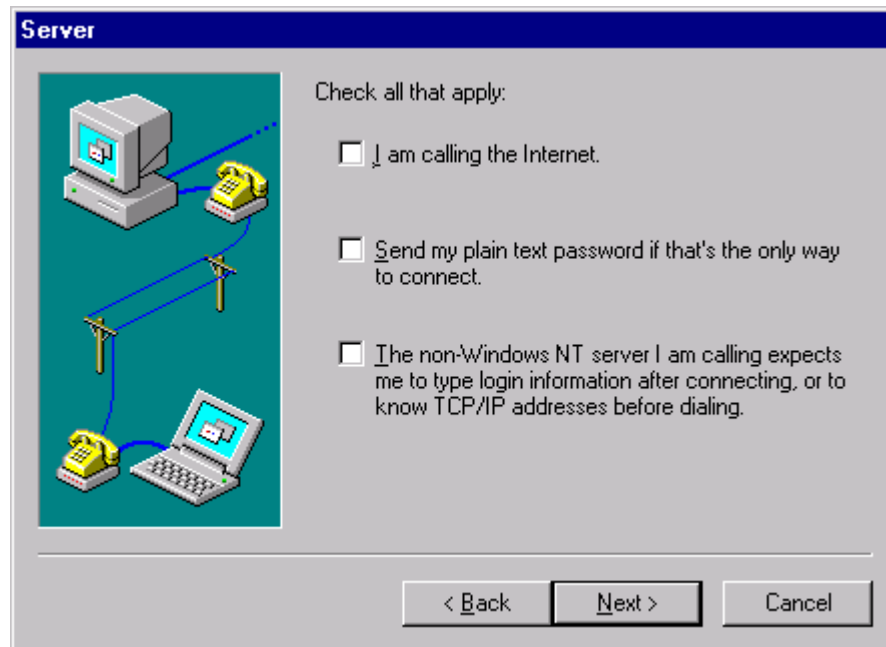 Server
Check all that apply:
I am calling the Internet.
Send my plain text password if that's the only way
to connect.
The non-Windows NT server I am calling expects
me to type login information after connecting, or to
know TCP/IP addresses before dialing.
< Back
Next >
Cancel